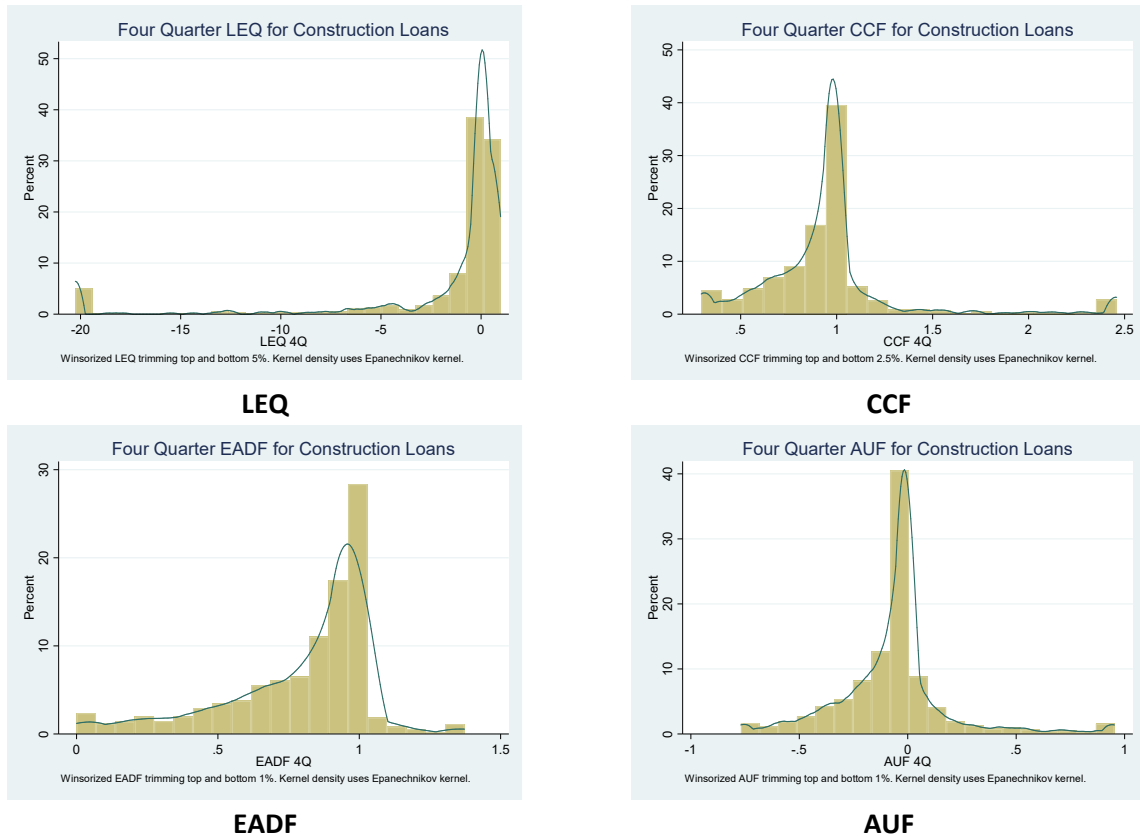 Four Quarter LEQ for Construction Loans
Percent
50
40
30
20
10
0
-20 -15 -10 -5 0
LEQ 4Q
Winsorized LEQ trimming top and bottom 5%. Kernel density uses Epanechnikov kernel.
LEQ
Four Quarter CCF for Construction Loans
Percent
50
40
30
20
10
0
.5 1 1.5 2 2.5
CCF 4Q
Winsorized CCF trimming top and bottom 2.5%. Kernel density uses Epanechnikov kernel.
CCF
Four Quarter EADF for Construction Loans
Percent
30
20
10
0
0 .5 1 1.5
EADF 4Q
Winsorized EADF trimming top and bottom 1%. Kernel density uses Epanechnikov kernel.
EADF
Four Quarter AUF for Construction Loans
Percent
40
30
20
10
0
-1 -.5 0 .5 1
AUF 4Q
Winsorized AUF trimming top and bottom 1%. Kernel density uses Epanechnikov kernel.
AUF